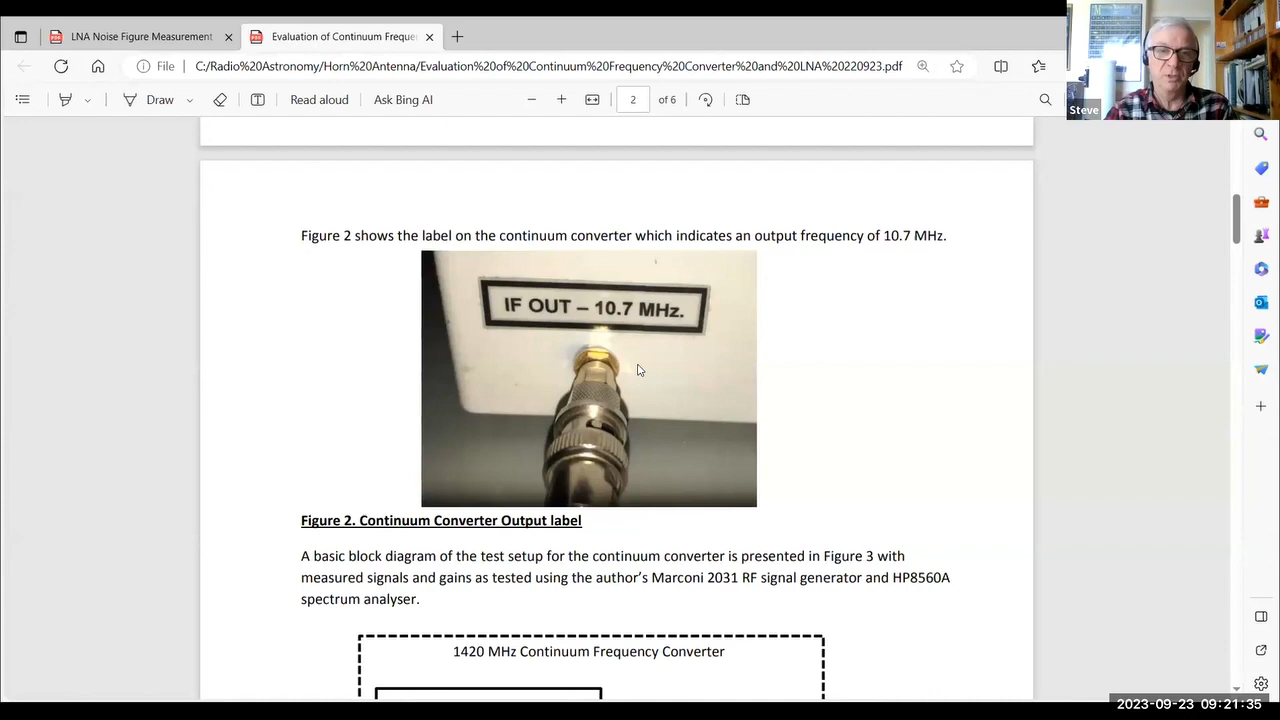 LNA Noise Figure Measurement
Evaluation of Continuum Frequ
File
C:/Radio%20Astronomy/Horn%20Antenna/Evaluation%20of%20Continuum%20Frequency%20Converter%20and%20LNA%20220923.pdf
Draw
Read aloud
Ask Bing AI
2
of 6
Steve
Figure 2 shows the label on the continuum converter which indicates an output frequency of 10.7 MHz.
IF OUT – 10.7 MHz.
Figure 2. Continuum Converter Output label
A basic block diagram of the test setup for the continuum converter is presented in Figure 3 with
measured signals and gains as tested using the author's Marconi 2031 RF signal generator and HP8560A
spectrum analyser.
1420 MHz Continuum Frequency Converter
2023-09-23 09:21:35